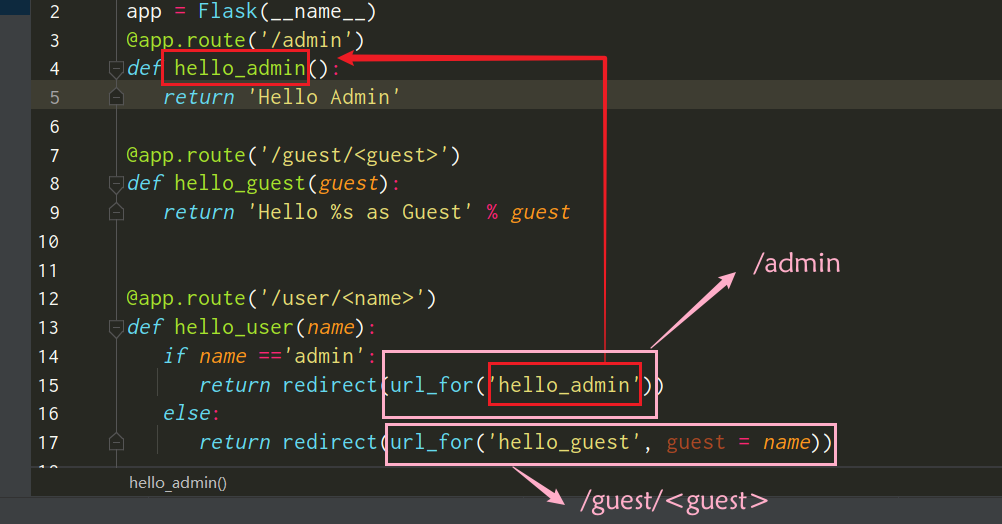 2 app = Flask(__name__)
3 @app.route('/admin')
4 def hello_admin():
5 return 'Hello Admin'
6
7 @app.route('/guest/<guest>')
8 def hello_guest(guest):
9 return 'Hello %s as Guest' % guest
10
11
/admin
12 @app.route('/user/<name>')
13 def hello_user(name):
14 if name =='admin':
15 return redirect(url_for('hello_admin'))
16 else:
17 return redirect(url_for('hello_guest', guest = name))
hello_admin()
/guest/<guest>